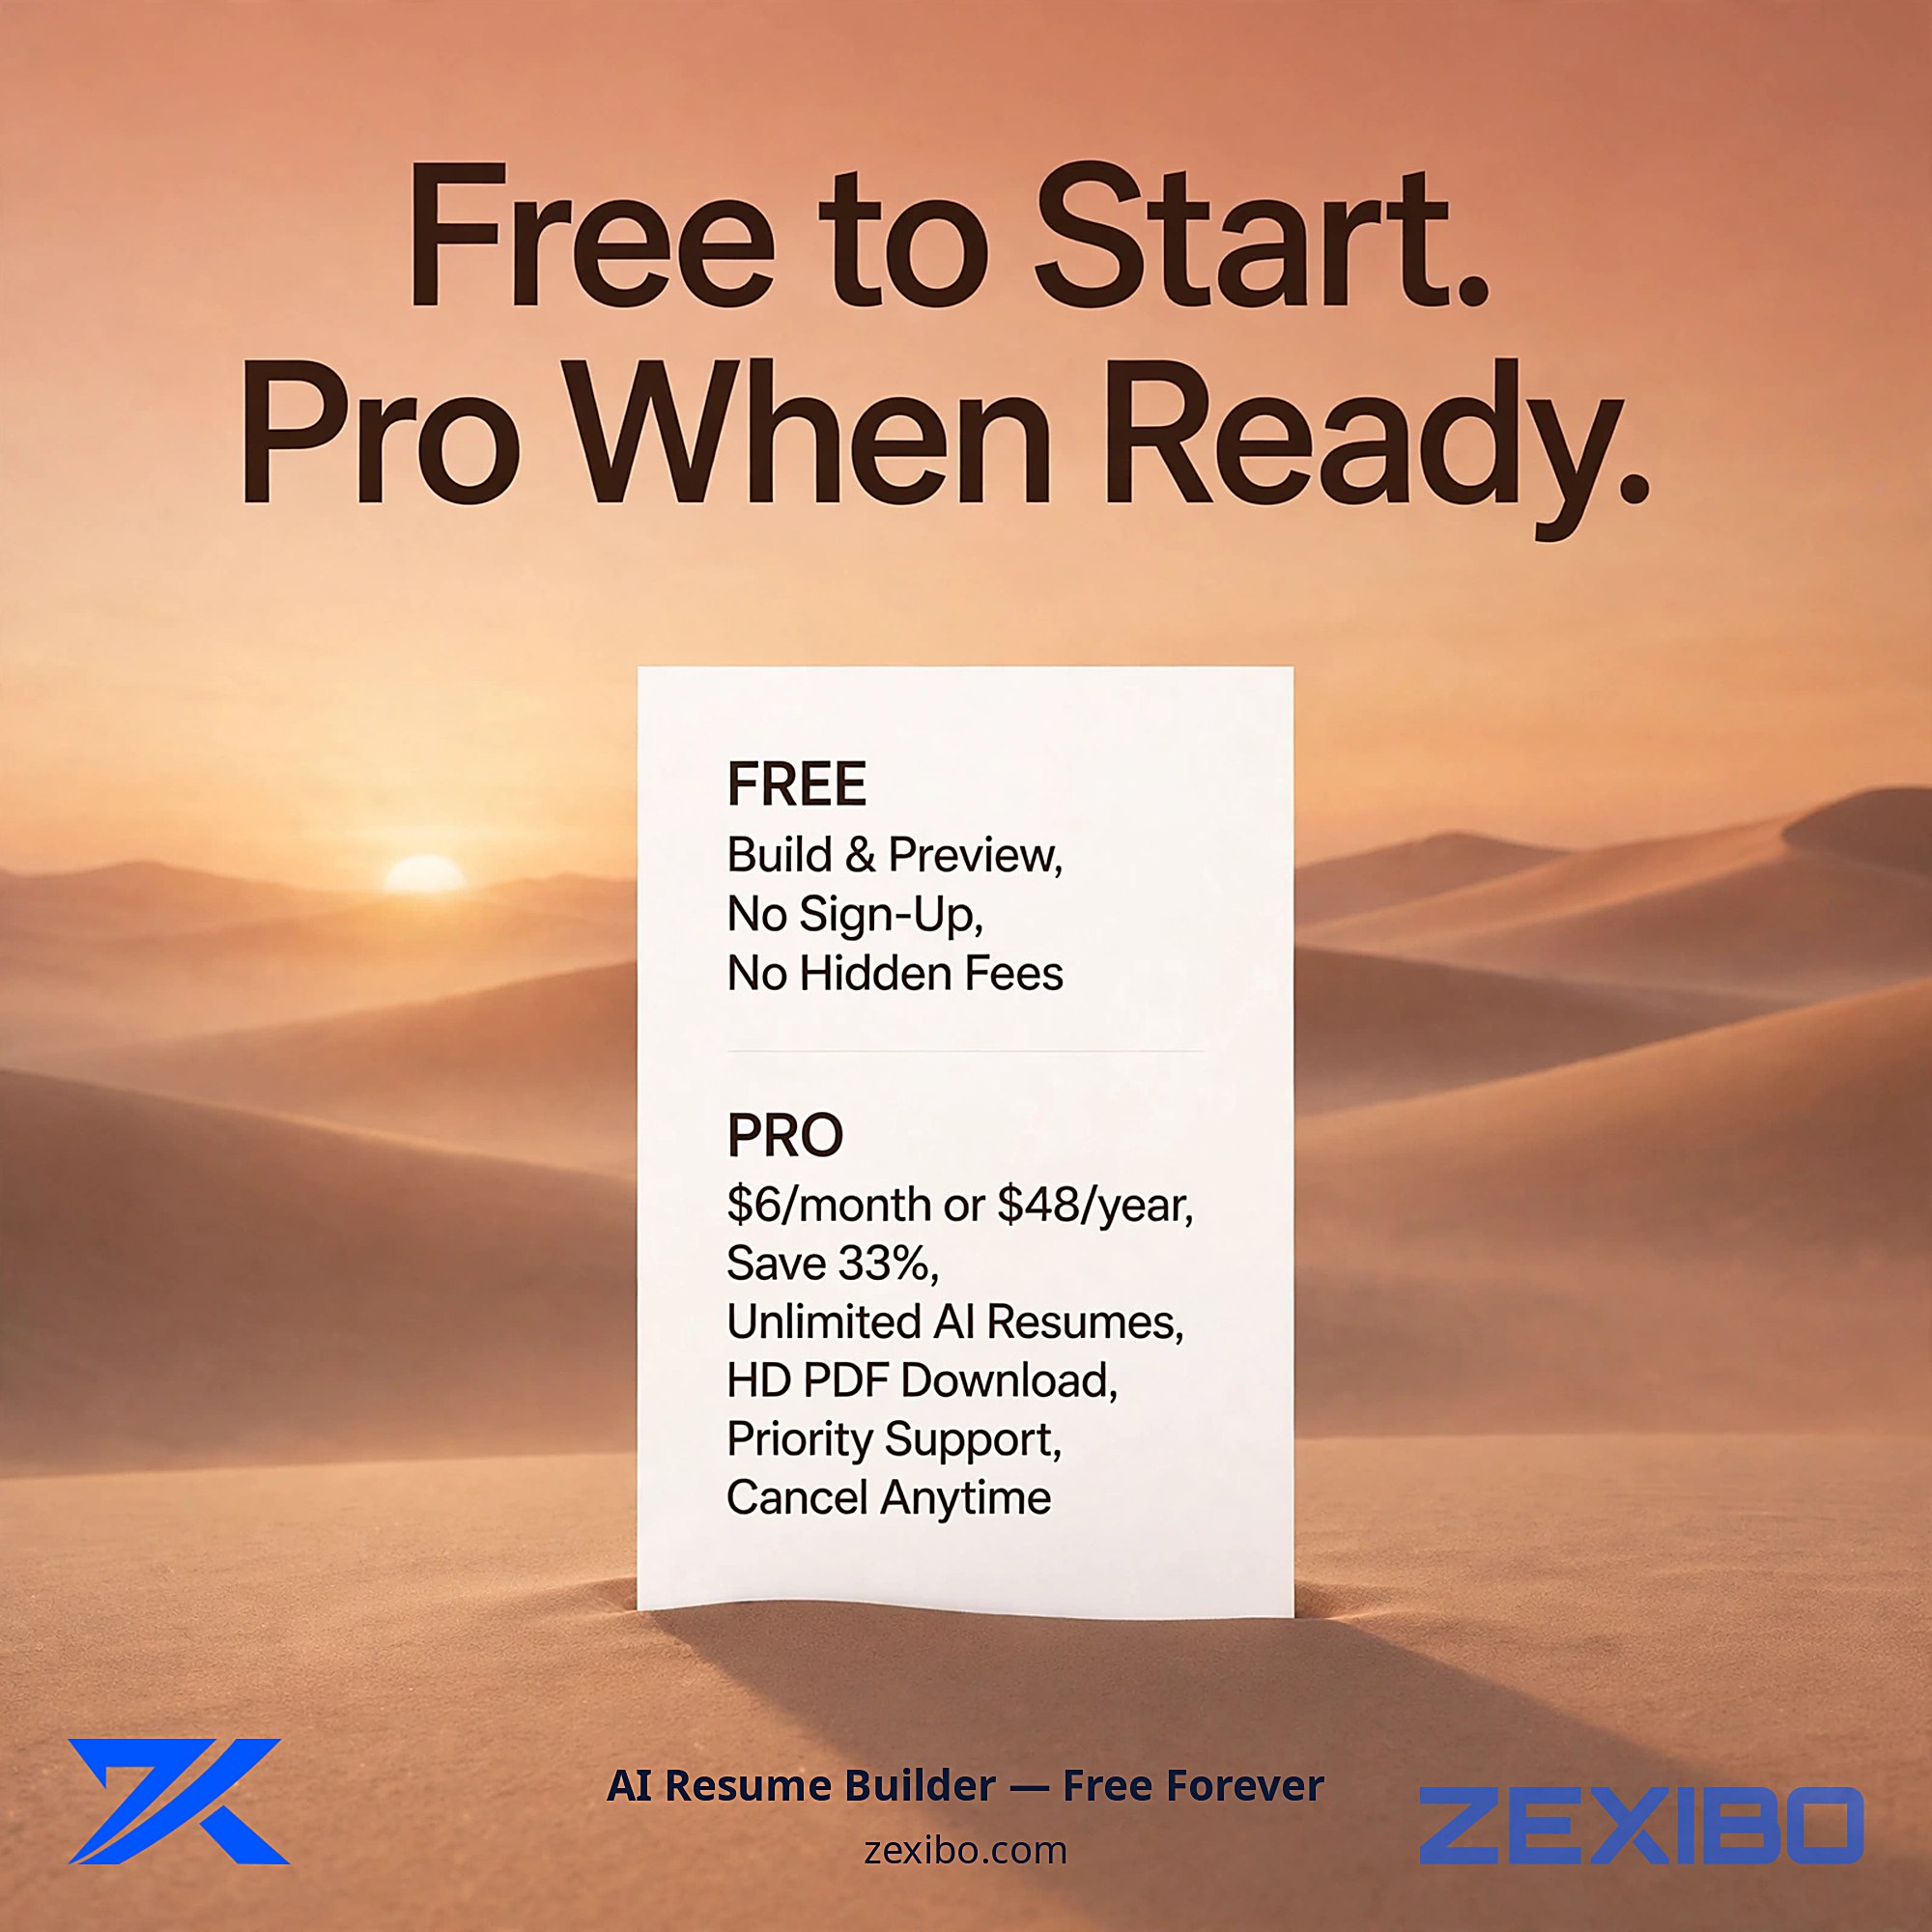 Free to Start.
Pro When Ready.
FREE
Build & Preview,
No Sign-Up,
No Hidden Fees
PRO
$6/month or $48/year,
Save 33%,
Unlimited AI Resumes,
HD PDF Download,
Priority Support,
Cancel Anytime
AI Resume Builder — Free Forever
zexibo.com
ZEXIBO